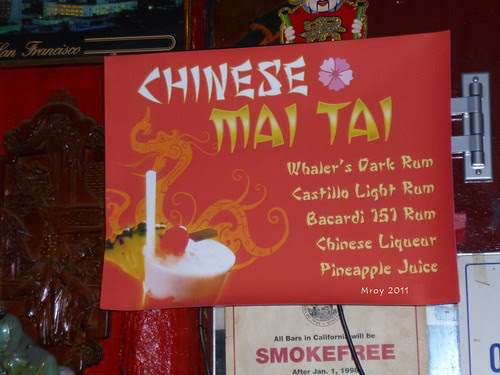 San Francisco
CHINESE
MAI TAI
Whaler's Dark Rum
Castillo Light Rum
Bacardi 151 Rum
Chinese Liqueur
Pineapple Juice
Mroy 2011
All Bars in California will be
SMOKEFREE
After Jan. 1, 1998